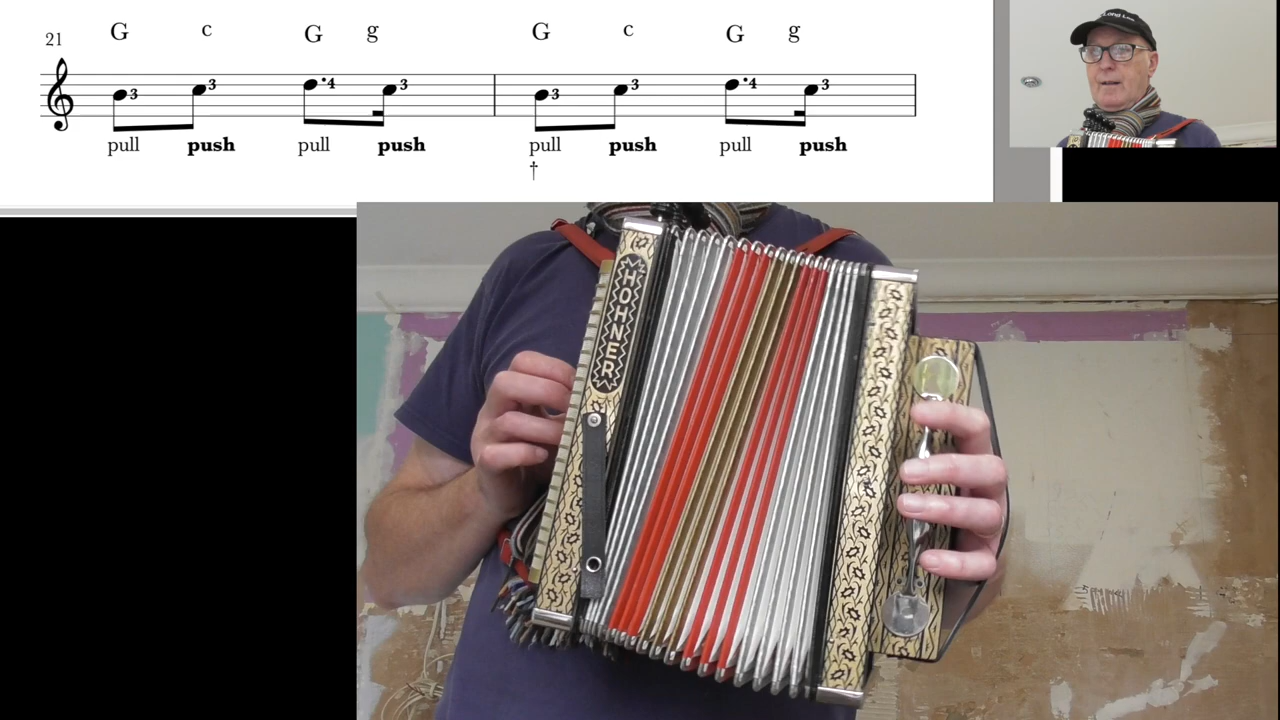 21
G c G g G c G g
3 3 4 3 3 3 4 3
pull push pull push pull push pull push
†
HOHNER